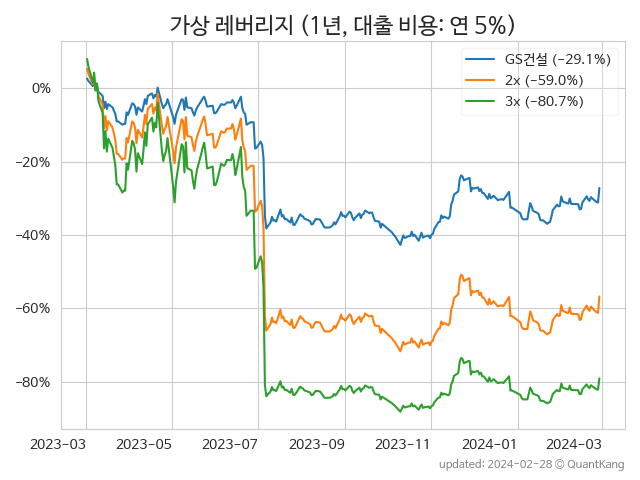 가상 레버리지 (1년, 대출 비용: 연 5%)
GS건설 (−29.1%)
2x (−59.0%)
3x (−80.7%)
0%
−20%
−40%
−60%
−80%
2023-03 2023-05 2023-07 2023-09 2023-11 2024-01 2024-03
updated: 2024-02-28 © QuantKang